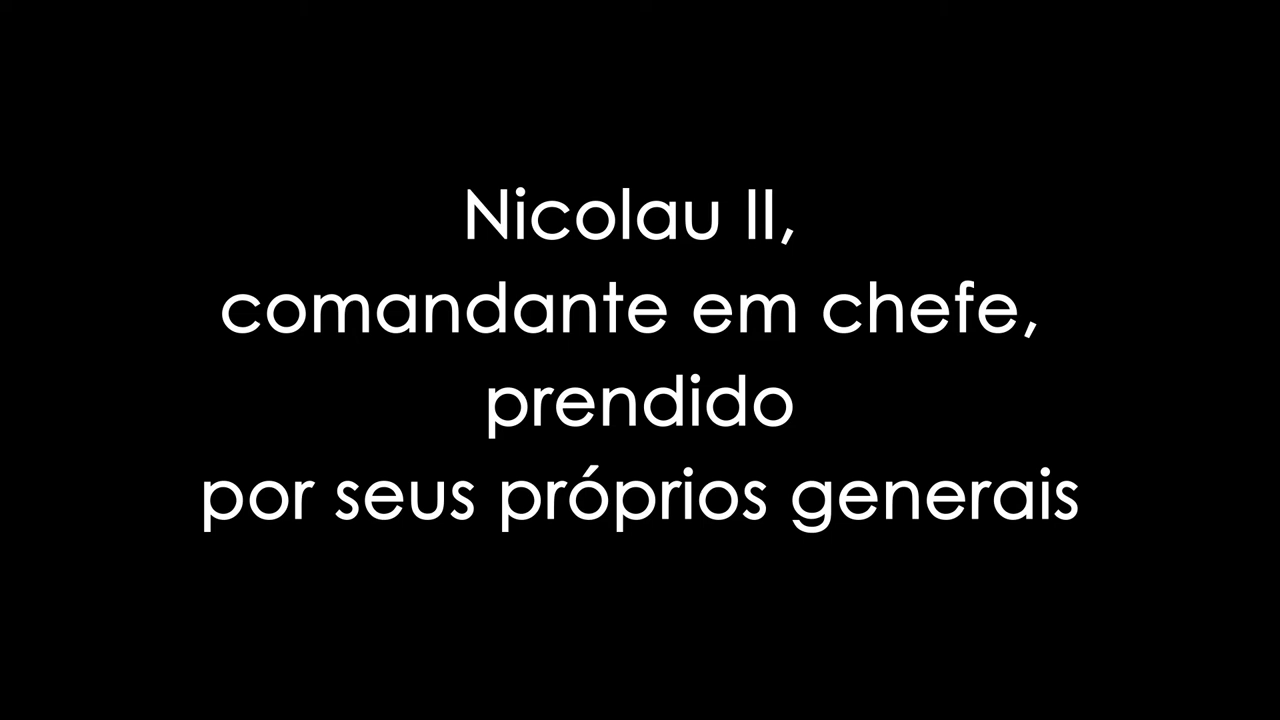 Nicolau II,
comandante em chefe,
prendido
por seus próprios generais